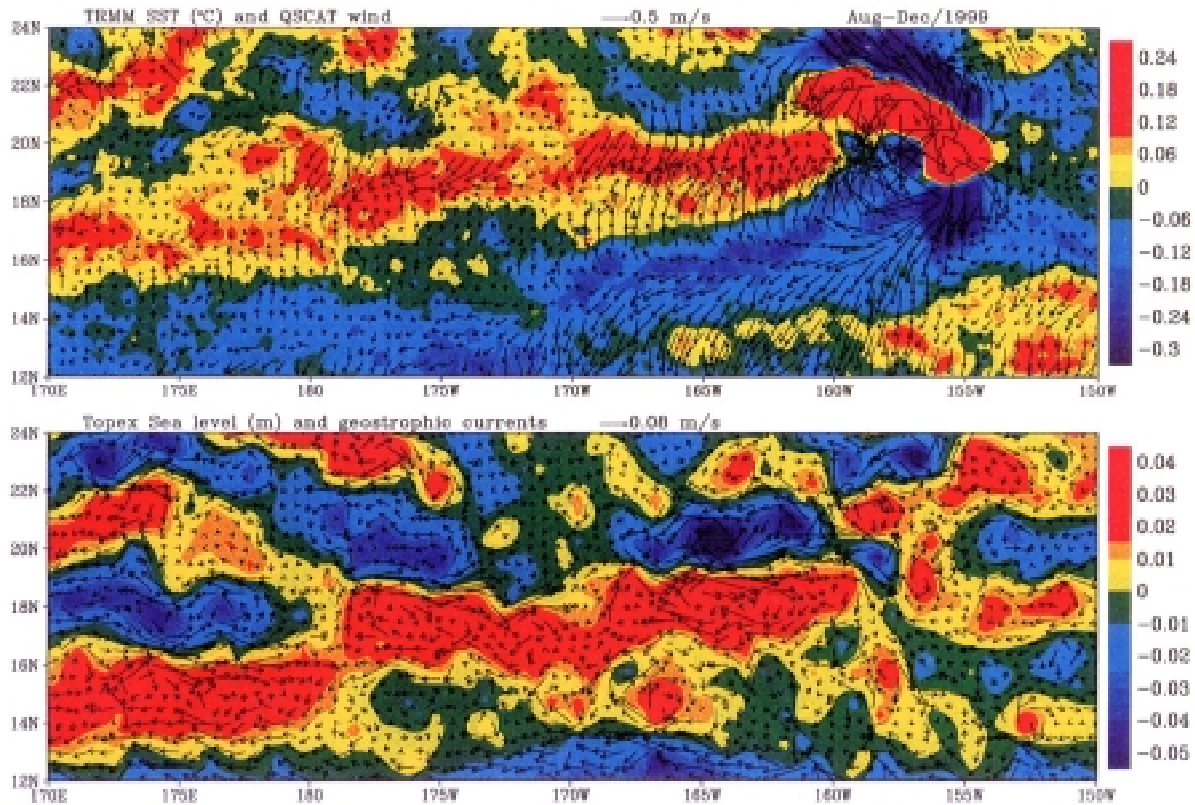 TRMM SST (°C) and QSCAT wind 0.5 m/s Aug-Dec/1999
24N
22N
20N
18N
16N
14N
12N
170E 175E 180 175W 170W 165W 160W 155W 150W
0.24
0.18
0.12
0.06
0
-0.06
-0.12
-0.18
-0.24
-0.3
Topex Sea level (m) and geostrophic currents 0.08 m/s
24N
22N
20N
18N
16N
14N
12N
170E 175E 180 175W 170W 165W 160W 155W 150W
0.04
0.03
0.02
0.01
0
-0.01
-0.02
-0.03
-0.04
-0.05